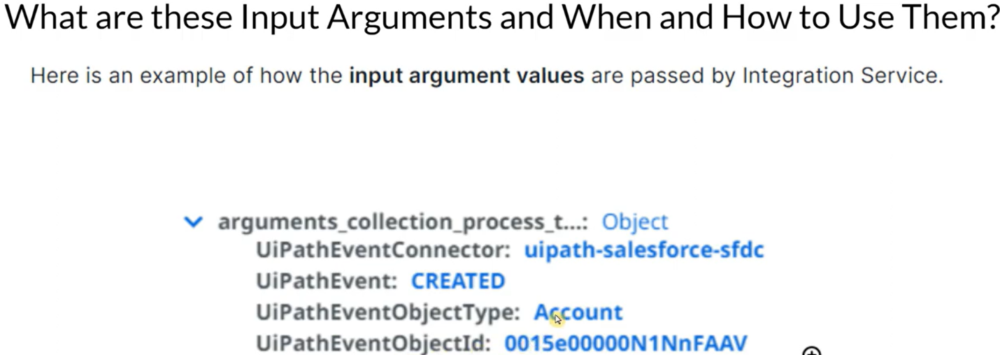 What are these Input Arguments and When and How to Use Them?
Here is an example of how the input argument values are passed by Integration Service.
arguments_collection_process_t...: Object
UiPathEventConnector: uipath-salesforce-sfdc
UiPathEvent: CREATED
UiPathEventObjectType: Account
UiPathEventObjectId: 0015e00000N1NnFAAV